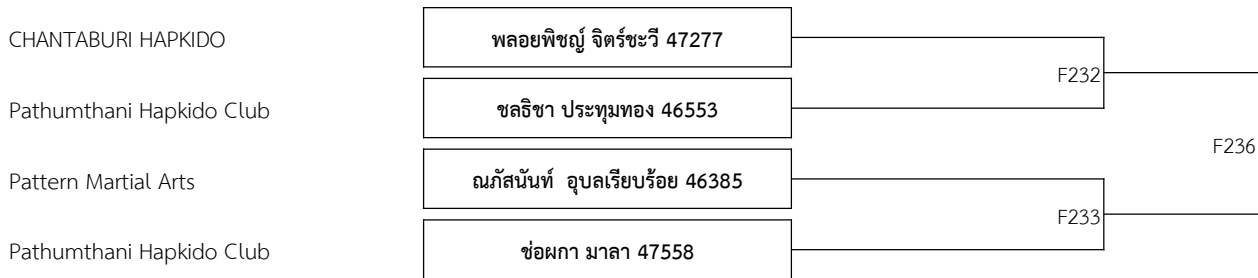 CHANTABURI HAPKIDO พลอยพิชญ์ จิตร์ชะวี 47277
F232
Pathumthani Hapkido Club ชลธิชา ประทุมทอง 46553
F236
Pattern Martial Arts ณภัสนันท์ อุบลเรียบร้อย 46385
F233
Pathumthani Hapkido Club ช่อผกา มาลา 47558